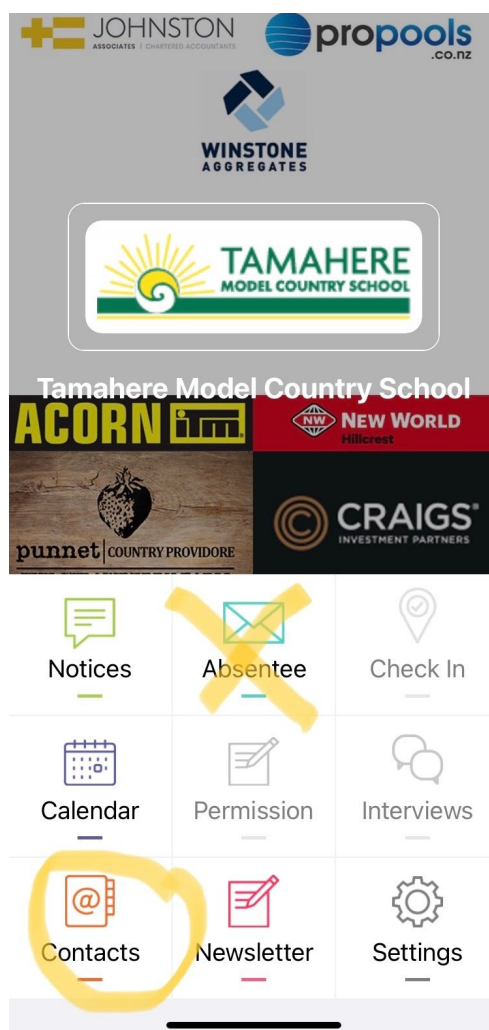 JOHNSTON
ASSOCIATES | CHARTERED ACCOUNTANTS
propools
.co.nz
WINSTONE
AGGREGATES
TAMAHERE
MODEL COUNTRY SCHOOL
Tamahere Model Country School
ACORN itm
NW NEW WORLD
Hillcrest
punnet | COUNTRY PROVIDORE
CRAIGS
INVESTMENT PARTNERS
Notices
Absentee
Check In
Calendar
Permission
Interviews
@
Contacts
Newsletter
Settings